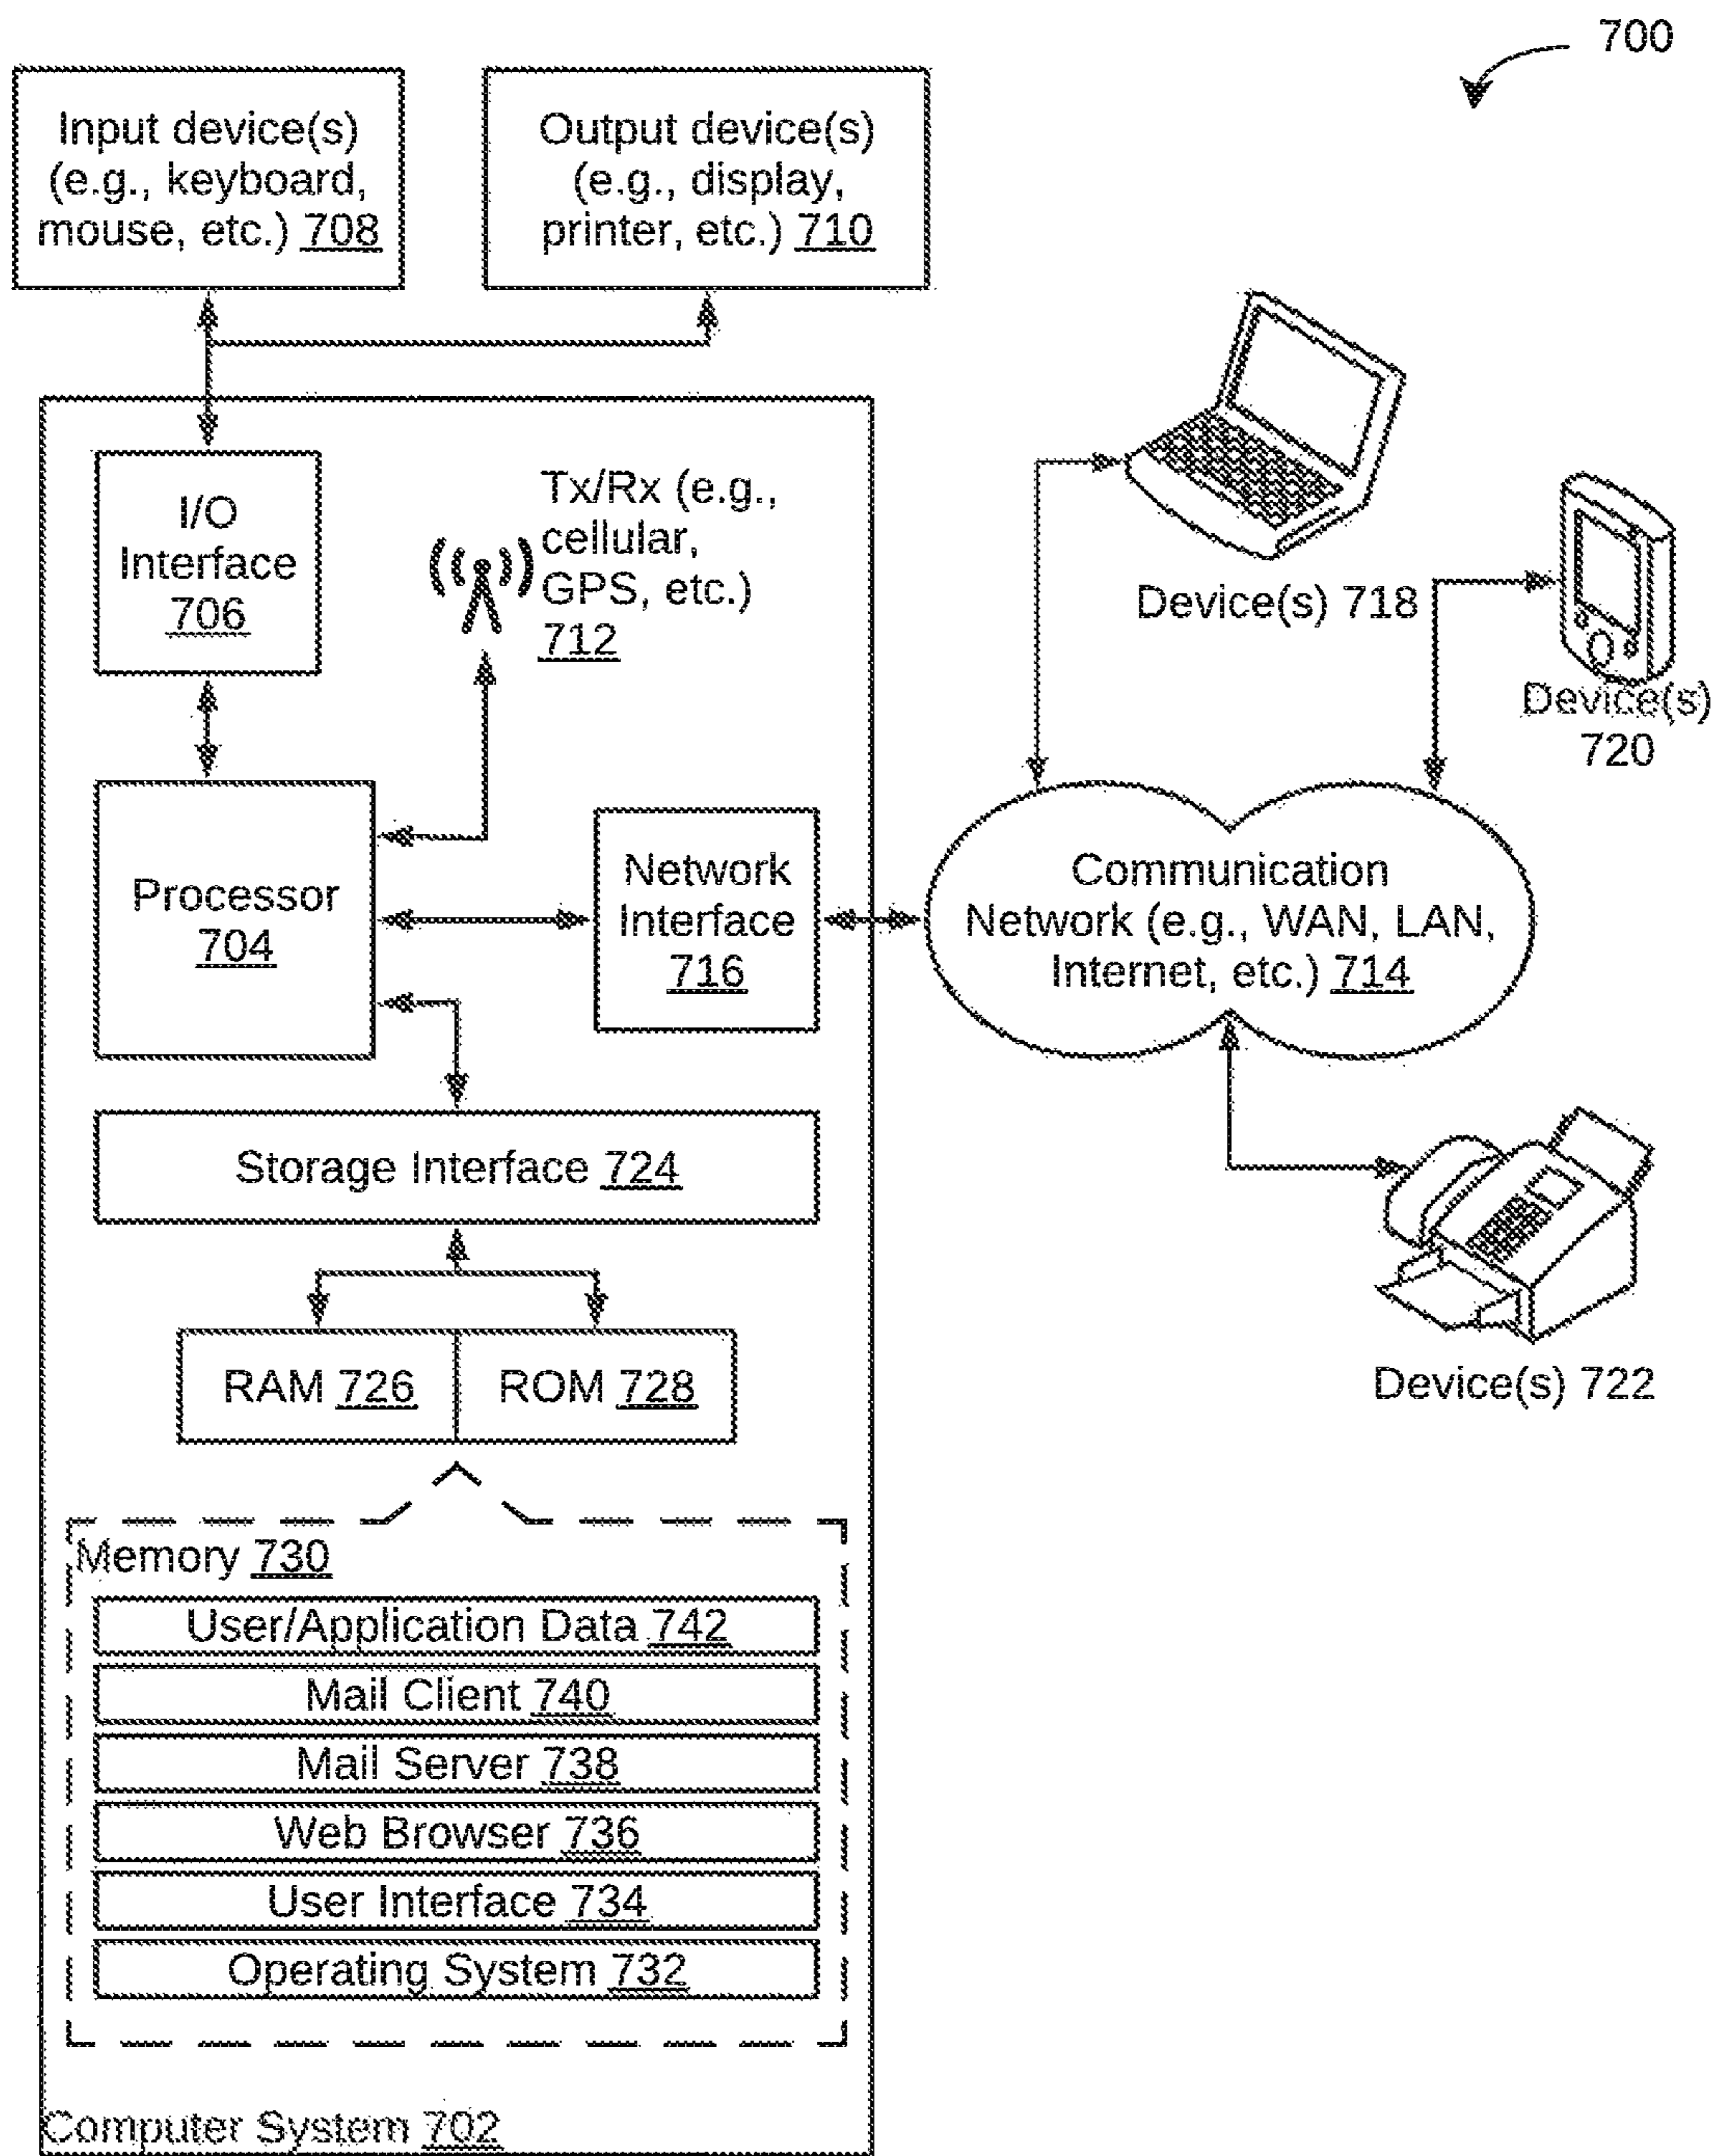 700
Input device(s)
(e.g., keyboard,
mouse, etc.) 708
Output device(s)
(e.g., display,
printer, etc.) 710
I/O
Interface
706
Tx/Rx (e.g.,
cellular,
GPS, etc.)
712
Device(s) 718
Device(s)
720
Processor
704
Network
Interface
716
Communication
Network (e.g., WAN, LAN,
Internet, etc.) 714
Storage Interface 724
RAM 726
ROM 728
Device(s) 722
Memory 730
User/Application Data 742
Mail Client 740
Mail Server 738
Web Browser 736
User Interface 734
Operating System 732
Computer System 702